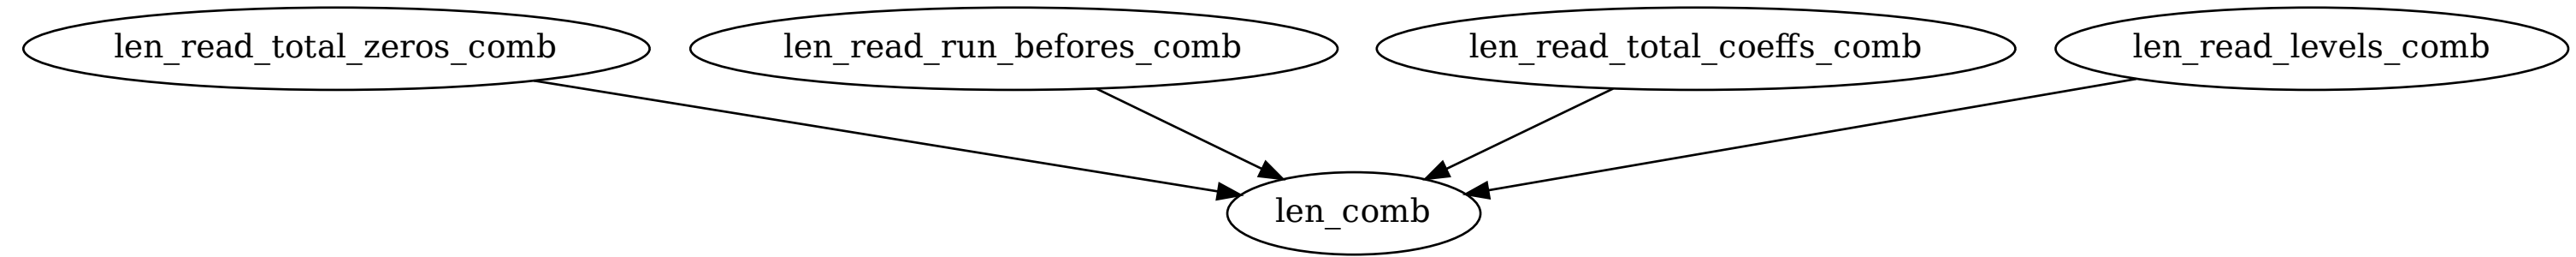 len_read_total_zeros_comb
len_read_run_befores_comb
len_read_total_coeffs_comb
len_read_levels_comb
len_comb